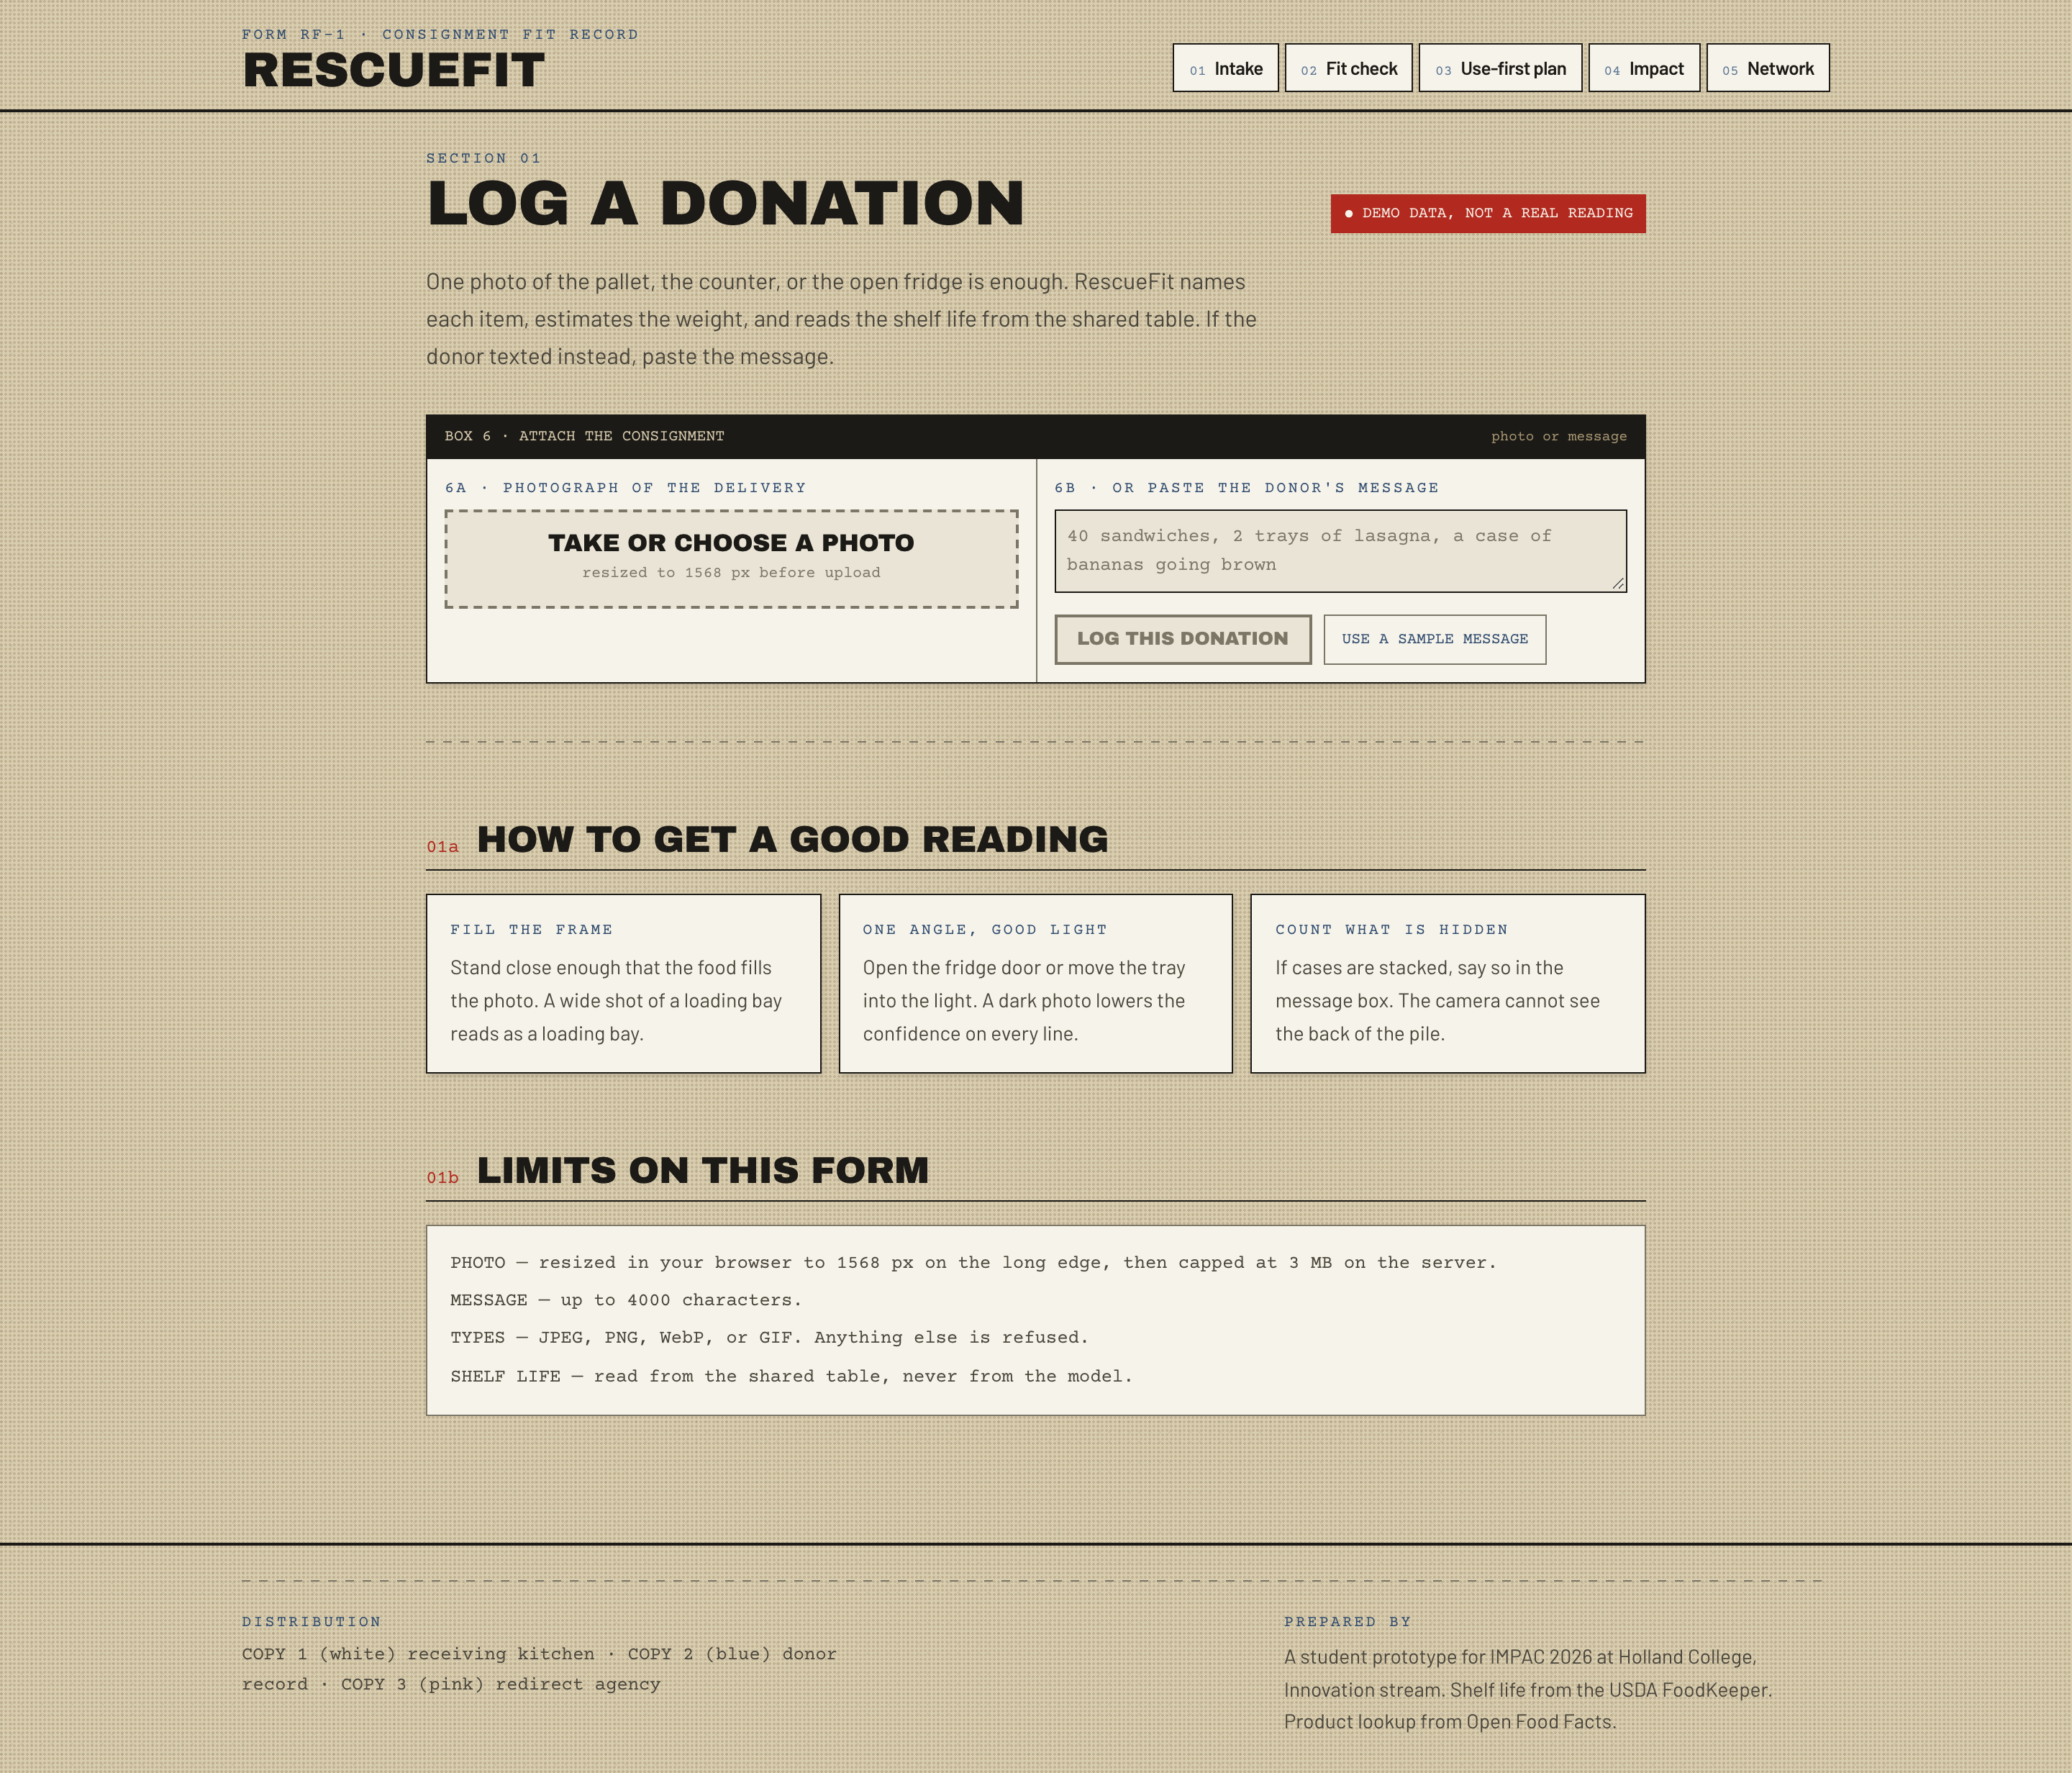 FORM RF-1 · CONSIGNMENT FIT RECORD
RESCUEFIT
01 Intake
02 Fit check
03 Use-first plan
04 Impact
05 Network
SECTION 01
LOG A DONATION
● DEMO DATA, NOT A REAL READING
One photo of the pallet, the counter, or the open fridge is enough. RescueFit names
each item, estimates the weight, and reads the shelf life from the shared table. If the
donor texted instead, paste the message.
BOX 6 · ATTACH THE CONSIGNMENT
photo or message
6A · PHOTOGRAPH OF THE DELIVERY
TAKE OR CHOOSE A PHOTO
resized to 1568 px before upload
6B · OR PASTE THE DONOR'S MESSAGE
40 sandwiches, 2 trays of lasagna, a case of
bananas going brown
LOG THIS DONATION
USE A SAMPLE MESSAGE
01a HOW TO GET A GOOD READING
FILL THE FRAME
Stand close enough that the food fills
the photo. A wide shot of a loading bay
reads as a loading bay.
ONE ANGLE, GOOD LIGHT
Open the fridge door or move the tray
into the light. A dark photo lowers the
confidence on every line.
COUNT WHAT IS HIDDEN
If cases are stacked, say so in the
message box. The camera cannot see
the back of the pile.
01b LIMITS ON THIS FORM
PHOTO — resized in your browser to 1568 px on the long edge, then capped at 3 MB on the server.
MESSAGE — up to 4000 characters.
TYPES — JPEG, PNG, WebP, or GIF. Anything else is refused.
SHELF LIFE — read from the shared table, never from the model.
DISTRIBUTION
COPY 1 (white) receiving kitchen · COPY 2 (blue) donor
record · COPY 3 (pink) redirect agency
PREPARED BY
A student prototype for IMPAC 2026 at Holland College,
Innovation stream. Shelf life from the USDA FoodKeeper.
Product lookup from Open Food Facts.